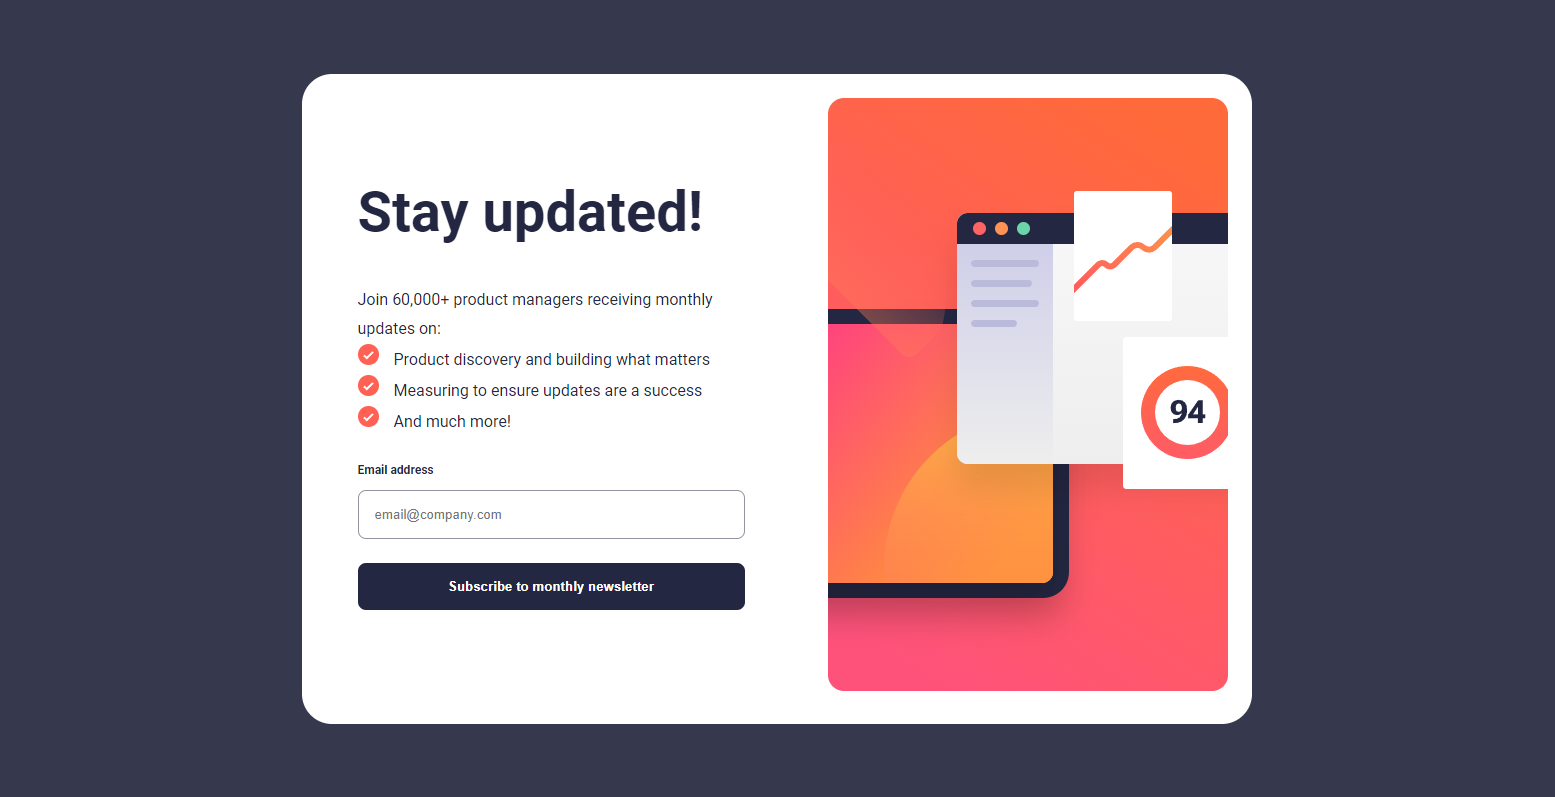 Stay updated!
Join 60,000+ product managers receiving monthly
updates on:
Product discovery and building what matters
Measuring to ensure updates are a success
And much more!
Email address
email@company.com
Subscribe to monthly newsletter
94